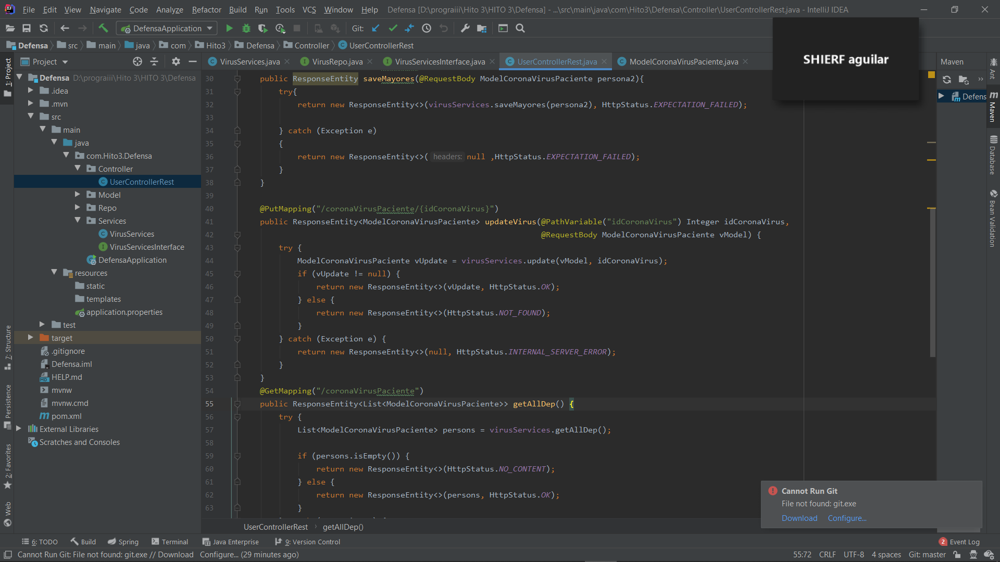 File Edit View Navigate Code Analyze Refactor Build Run Tools VCS Window Help Defensa [D:\prograiii\Hito 3\HITO 3\Defensa] - ...\src\main\java\com\Hito3\Defensa\Controller\UserControllerRest.java - IntelliJ IDEA
DefensaApplication Git:
Defensa src main java com Hito3 Defensa Controller UserControllerRest
SHIERF aguilar
1: Project
7: Structure
Persistence
2: Favorites
Web
Project
Defensa D:\prograiii\Hito 3\HITO 3\Defensa
.idea
.mvn
src
main
java
com.Hito3.Defensa
Controller
UserControllerRest
Model
Repo
Services
VirusServices
VirusServicesInterface
DefensaApplication
resources
static
templates
application.properties
test
target
.gitignore
Defensa.iml
HELP.md
mvnw
mvnw.cmd
pom.xml
External Libraries
Scratches and Consoles
VirusServices.java VirusRepo.java VirusServicesInterface.java UserControllerRest.java ModelCoronaVirusPaciente.java
30 public ResponseEntity saveMayores(@RequestBody ModelCoronaVirusPaciente persona2){
31 try{
32 return new ResponseEntity<>(virusServices.saveMayores(persona2), HttpStatus.EXPECTATION_FAILED);
33
34 } catch (Exception e)
35 {
36 return new ResponseEntity<>( headers: null ,HttpStatus.EXPECTATION_FAILED);
37 }
38 }
39
40 @PutMapping("/coronaVirusPaciente/{idCoronaVirus}")
41 public ResponseEntity<ModelCoronaVirusPaciente> updateVirus(@PathVariable("idCoronaVirus") Integer idCoronaVirus,
42 @RequestBody ModelCoronaVirusPaciente vModel) {
43 try {
44 ModelCoronaVirusPaciente vUpdate = virusServices.update(vModel, idCoronaVirus);
45 if (vUpdate != null) {
46 return new ResponseEntity<>(vUpdate, HttpStatus.OK);
47 } else {
48 return new ResponseEntity<>(HttpStatus.NOT_FOUND);
49 }
50 } catch (Exception e) {
51 return new ResponseEntity<>(null, HttpStatus.INTERNAL_SERVER_ERROR);
52 }
53 }
54 @GetMapping("/coronaVirusPaciente")
55 public ResponseEntity<List<ModelCoronaVirusPaciente>> getAllDep() {
56 try {
57 List<ModelCoronaVirusPaciente> persons = virusServices.getAllDep();
58
59 if (persons.isEmpty()) {
60 return new ResponseEntity<>(HttpStatus.NO_CONTENT);
61 } else {
62 return new ResponseEntity<>(persons, HttpStatus.OK);
63 }
UserControllerRest › getAllDep()
Maven
»
Defens
Ant
Maven
Database
Bean Validation
Cannot Run Git
File not found: git.exe
Download Configure...
6: TODO Build Spring Terminal Java Enterprise 9: Version Control 2 Event Log
Cannot Run Git: File not found: git.exe // Download Configure... (29 minutes ago) 55:72 CRLF UTF-8 4 spaces Git: master